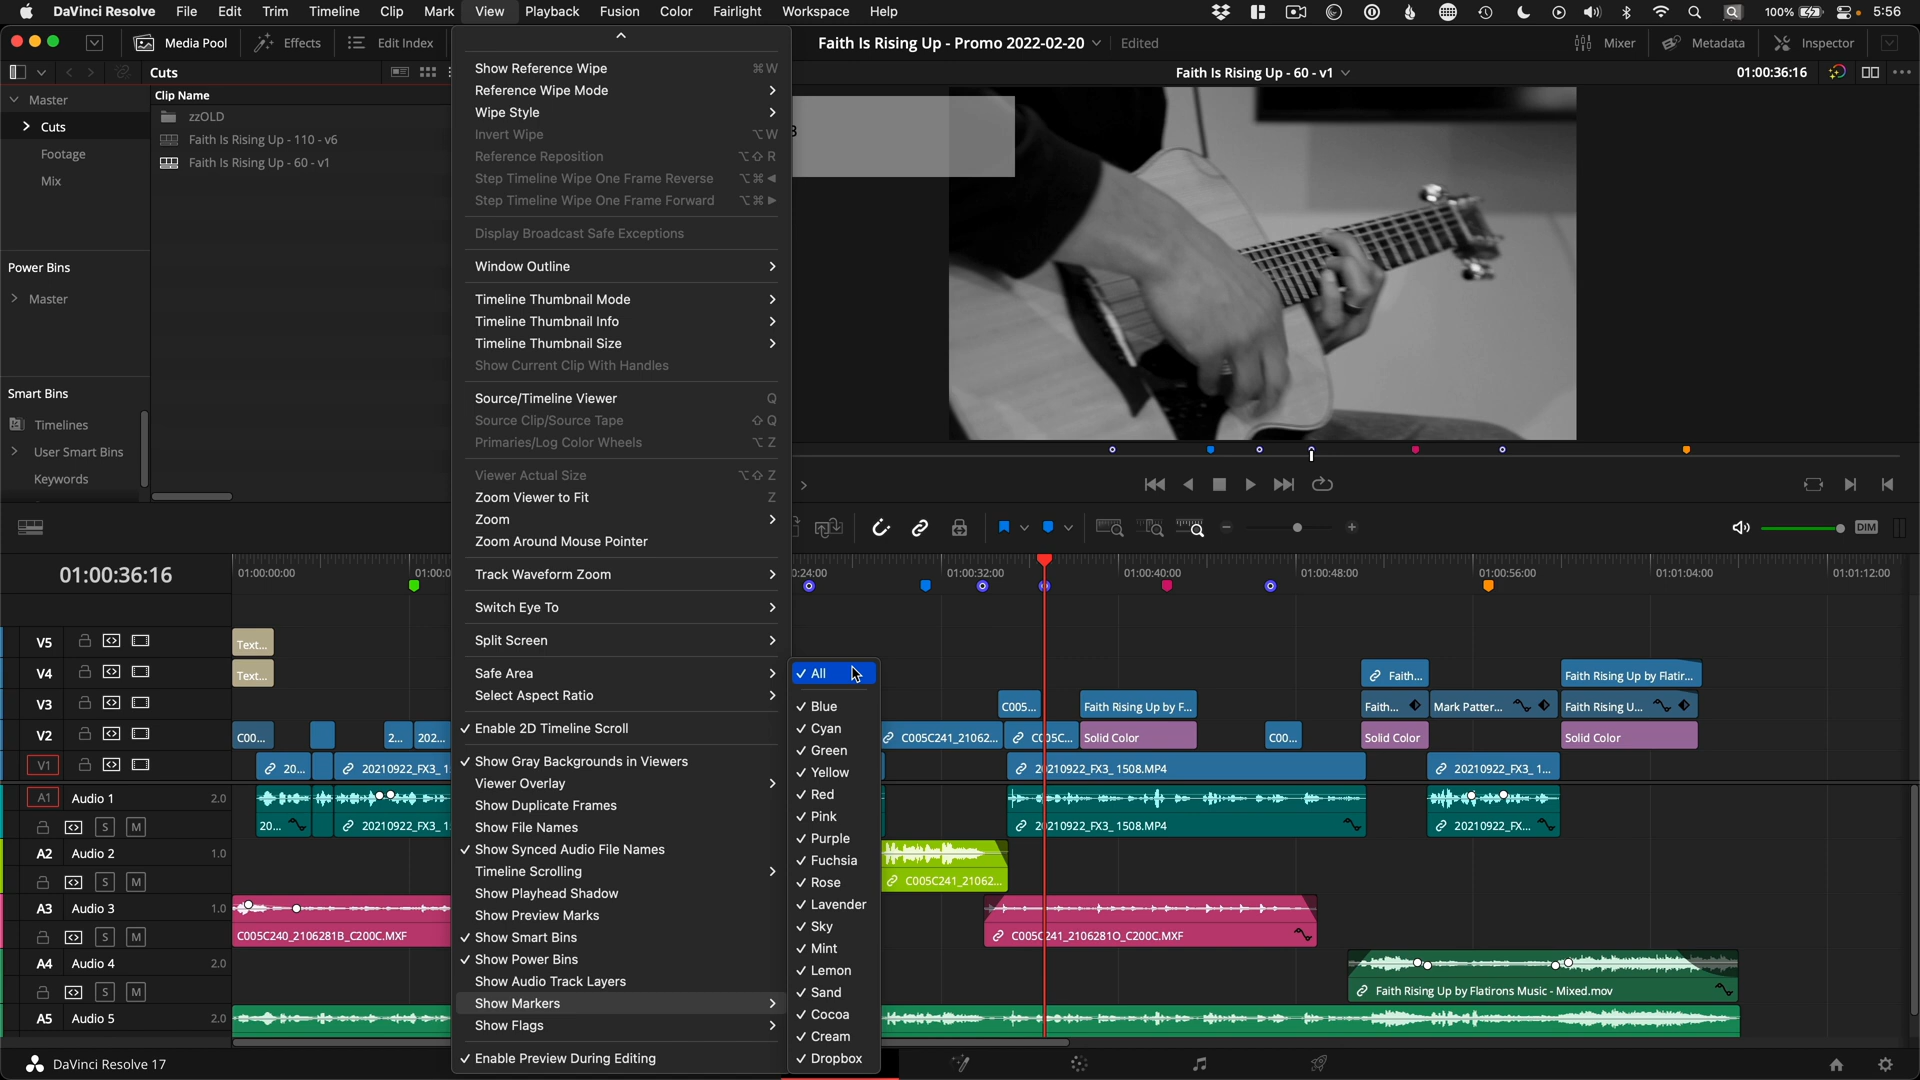 DaVinci Resolve File Edit Trim Timeline Clip Mark View Playback Fusion Color Fairlight Workspace Help 100% 5:56
Media Pool Effects Edit Index Faith Is Rising Up - Promo 2022-02-20 Edited Mixer Metadata Inspector
Cuts Faith Is Rising Up - 60 - v1 01:00:36:16
Master
Cuts
Footage
Mix
Power Bins
Master
Smart Bins
Timelines
User Smart Bins
Keywords
Clip Name
zzOLD
Faith Is Rising Up - 110 - v6
Faith Is Rising Up - 60 - v1
Show Reference Wipe ⌘W
Reference Wipe Mode
Wipe Style
Invert Wipe ⌥W
Reference Reposition ⌥⇧R
Step Timeline Wipe One Frame Reverse ⌥⌘◀
Step Timeline Wipe One Frame Forward ⌥⌘▶
Display Broadcast Safe Exceptions
Window Outline
Timeline Thumbnail Mode
Timeline Thumbnail Info
Timeline Thumbnail Size
Show Current Clip With Handles
Source/Timeline Viewer Q
Source Clip/Source Tape ⇧Q
Primaries/Log Color Wheels ⌥Z
Viewer Actual Size ⌥⇧Z
Zoom Viewer to Fit Z
Zoom
Zoom Around Mouse Pointer
Track Waveform Zoom
Switch Eye To
Split Screen
Safe Area
Select Aspect Ratio
✓ Enable 2D Timeline Scroll
✓ Show Gray Backgrounds in Viewers
Viewer Overlay
Show Duplicate Frames
Show File Names
✓ Show Synced Audio File Names
Timeline Scrolling
Show Playhead Shadow
Show Preview Marks
✓ Show Smart Bins
✓ Show Power Bins
Show Audio Track Layers
Show Markers
Show Flags
✓ Enable Preview During Editing
✓ All
✓ Blue
✓ Cyan
✓ Green
✓ Yellow
✓ Red
✓ Pink
✓ Purple
✓ Fuchsia
✓ Rose
✓ Lavender
✓ Sky
✓ Mint
✓ Lemon
✓ Sand
✓ Cocoa
✓ Cream
✓ Dropbox
DIM
01:00:36:16 01:00:00:00 01:00:32:00 01:00:40:00 01:00:48:00 01:00:56:00 01:01:04:00 01:01:12:00
V5 Text...
V4 Text... Faith... Faith Rising Up by Flatir...
V3 C005... Faith Rising Up by F... Faith... Mark Patter... Faith Rising U...
V2 C00... 2... 202... C005C241_21062... Solid Color C00... Solid Color Solid Color
V1 20... 20210922_FX3_ 1508.MP4 20210922_FX3_ 1...
A1 Audio 1 2.0
S M 20... 20210922_FX3_ 1508.MP4 20210922_FX...
A2 Audio 2 1.0
S M C005C241_21062...
A3 Audio 3 1.0
S M C005C240_2106281B_C200C.MXF C005C241_2106281O_C200C.MXF
A4 Audio 4 2.0
S M Faith Rising Up by Flatirons Music - Mixed.mov
A5 Audio 5 2.0
DaVinci Resolve 17